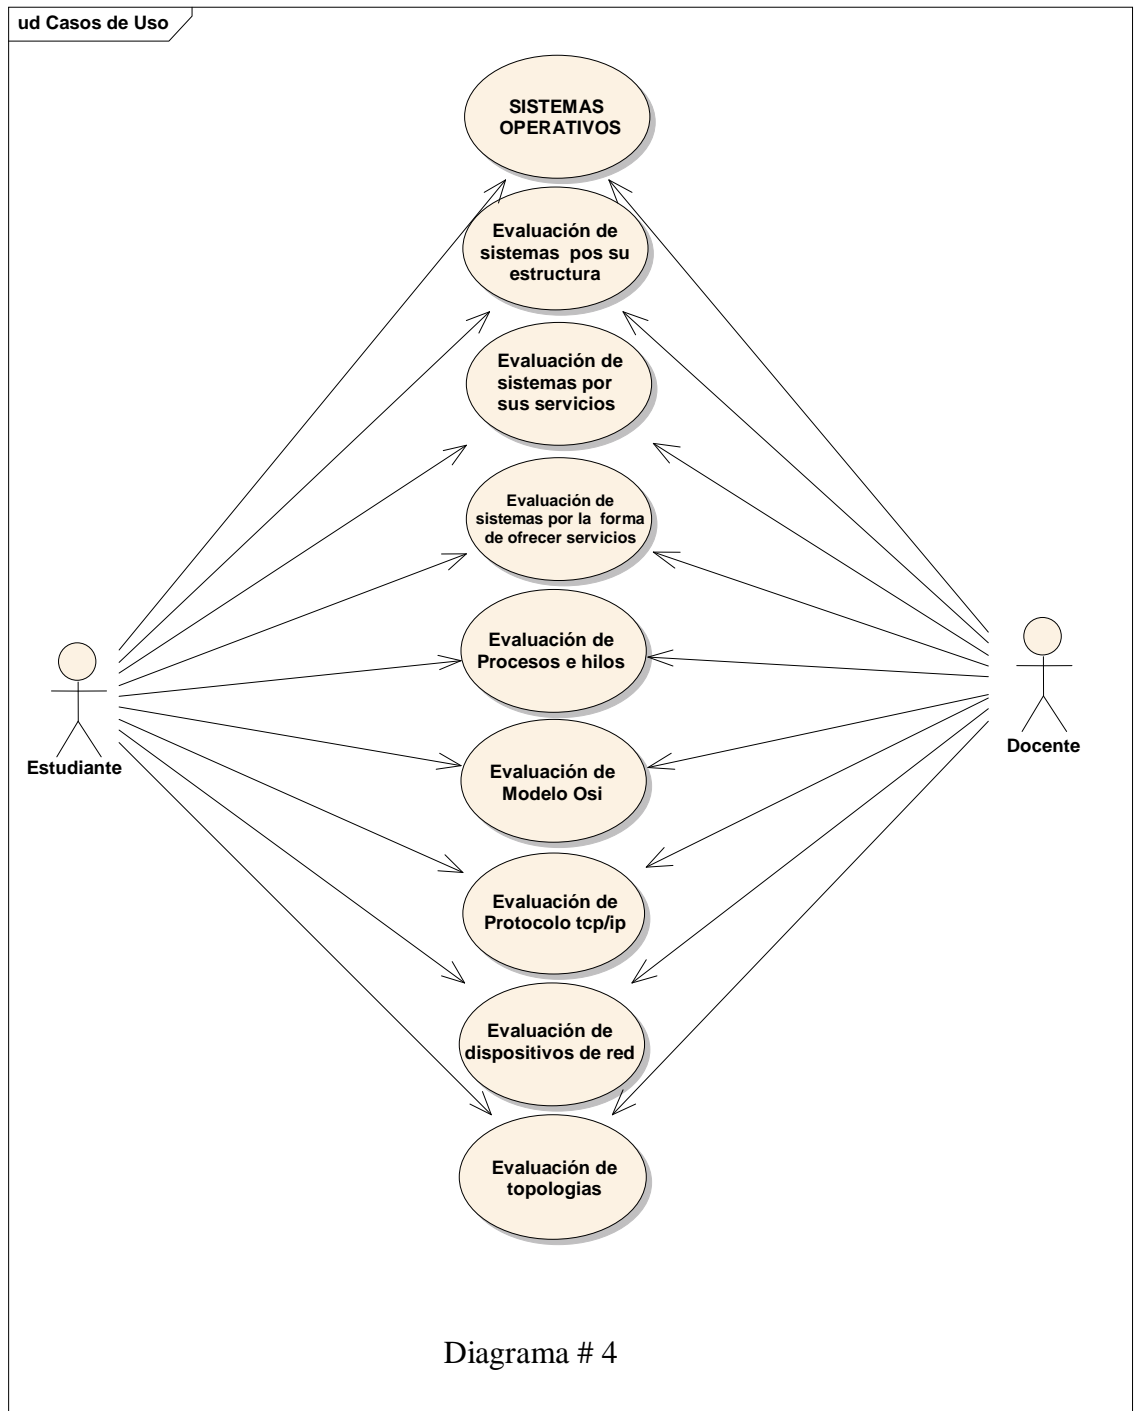 ud Casos de Uso
SISTEMAS
OPERATIVOS
Evaluación de
sistemas pos su
estructura
Evaluación de
sistemas por
sus servicios
Evaluación de
sistemas por la forma
de ofrecer servicios
Evaluación de
Procesos e hilos
Estudiante
Docente
Evaluación de
Modelo Osi
Evaluación de
Protocolo tcp/ip
Evaluación de
dispositivos de red
Evaluación de
topologias
Diagrama # 4